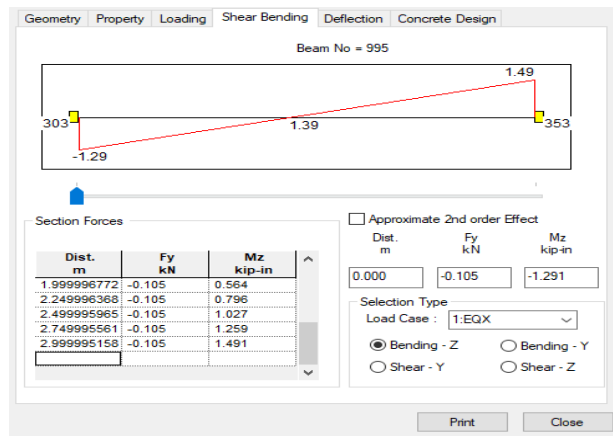 Geometry Property Loading Shear Bending Deflection Concrete Design
Beam No = 995
1.49
303
1.39
353
-1.29
Section Forces
Dist. m Fy kN Mz kip-in
1.999996772 -0.105 0.564
2.249996368 -0.105 0.796
2.499995965 -0.105 1.027
2.749995561 -0.105 1.259
2.999995158 -0.105 1.491
Approximate 2nd order Effect
Dist. m Fy kN Mz kip-in
0.000 -0.105 -1.291
Selection Type
Load Case : 1:EQX
Bending - Z Bending - Y
Shear - Y Shear - Z
Print Close